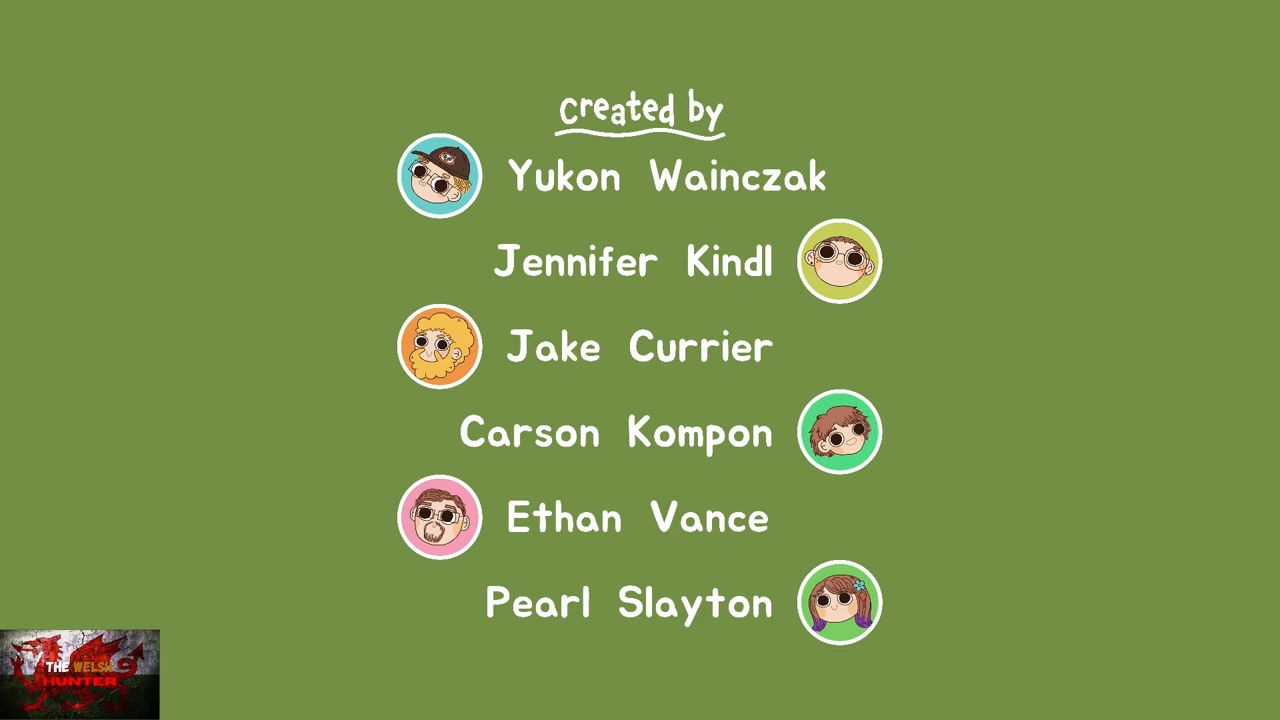 created by
Yukon Wainczak
Jennifer Kindl
Jake Currier
Carson Kompon
Ethan Vance
Pearl Slayton
THE WELSH
HUNTER